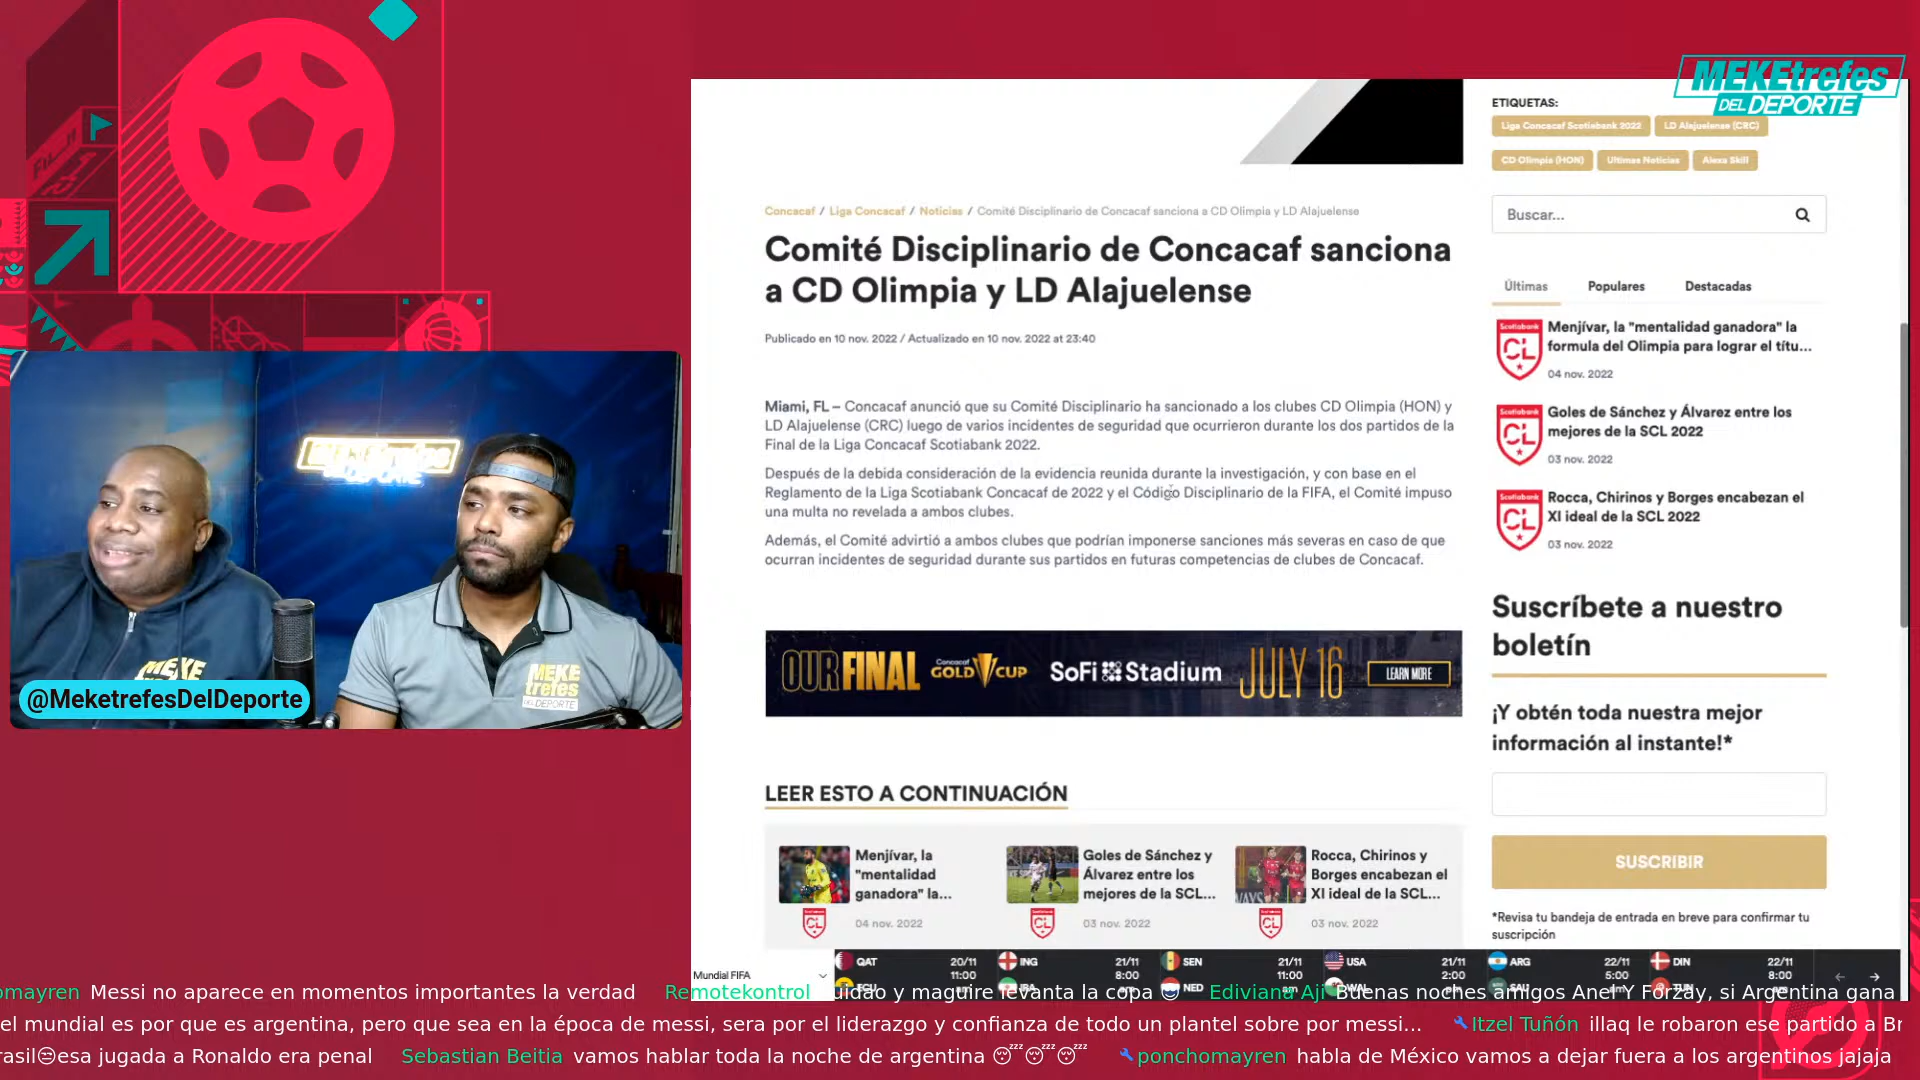 MEKEtrefes
DEL DEPORTE
ETIQUETAS:
Liga Concacaf Scotiabank 2022
LD Alajuelense (CRC)
CD Olimpia (HON)
Ultimas Noticias
Alexa Skill
Concacaf / Liga Concacaf / Noticias / Comité Disciplinario de Concacaf sanciona a CD Olimpia y LD Alajuelense
Comité Disciplinario de Concacaf sanciona
a CD Olimpia y LD Alajuelense
Publicado en 10 nov. 2022 / Actualizado en 10 nov. 2022 at 23:40
Miami, FL – Concacaf anunció que su Comité Disciplinario ha sancionado a los clubes CD Olimpia (HON) y
LD Alajuelense (CRC) luego de varios incidentes de seguridad que ocurrieron durante los dos partidos de la
Final de la Liga Concacaf Scotiabank 2022.
Después de la debida consideración de la evidencia reunida durante la investigación, y con base en el
Reglamento de la Liga Scotiabank Concacaf de 2022 y el Código Disciplinario de la FIFA, el Comité impuso
una multa no revelada a ambos clubes.
Además, el Comité advirtió a ambos clubes que podrían imponerse sanciones más severas en caso de que
ocurran incidentes de seguridad durante sus partidos en futuras competencias de clubes de Concacaf.
OUR FINAL
Concacaf
GOLD CUP
SoFi Stadium
JULY 16
LEARN MORE
LEER ESTO A CONTINUACIÓN
Menjívar, la
"mentalidad
ganadora" la...
04 nov. 2022
Goles de Sánchez y
Álvarez entre los
mejores de la SCL...
03 nov. 2022
Rocca, Chirinos y
Borges encabezan el
XI ideal de la SCL...
03 nov. 2022
Buscar...
Últimas
Populares
Destacadas
Scotiabank
CL
Menjívar, la "mentalidad ganadora" la
formula del Olimpia para lograr el títu...
04 nov. 2022
Scotiabank
CL
Goles de Sánchez y Álvarez entre los
mejores de la SCL 2022
03 nov. 2022
Scotiabank
CL
Rocca, Chirinos y Borges encabezan el
XI ideal de la SCL 2022
03 nov. 2022
Suscríbete a nuestro
boletín
¡Y obtén toda nuestra mejor
información al instante!*
SUSCRIBIR
*Revisa tu bandeja de entrada en breve para confirmar tu
suscripción
MEKE
MEKE
trefes
DEL DEPORTE
@MeketrefesDelDeporte
Mundial FIFA
QAT 20/11
11:00
ING 21/11
8:00
SEN 21/11
11:00
NED
USA 21/11
2:00
ARG 22/11
5:00
DIN 22/11
8:00
omayren Messi no aparece en momentos importantes la verdad Remotekontrol uidao y maguire levanta la copa Ediviana Aji Buenas noches amigos Anel Y Forzay, si Argentina gana
el mundial es por que es argentina, pero que sea en la época de messi, sera por el liderazgo y confianza de todo un plantel sobre por messi... Itzel Tuñón illaq le robaron ese partido a Br
rasil😑esa jugada a Ronaldo era penal Sebastian Beitia vamos hablar toda la noche de argentina 😴😴😴 ponchomayren habla de México vamos a dejar fuera a los argentinos jajaja